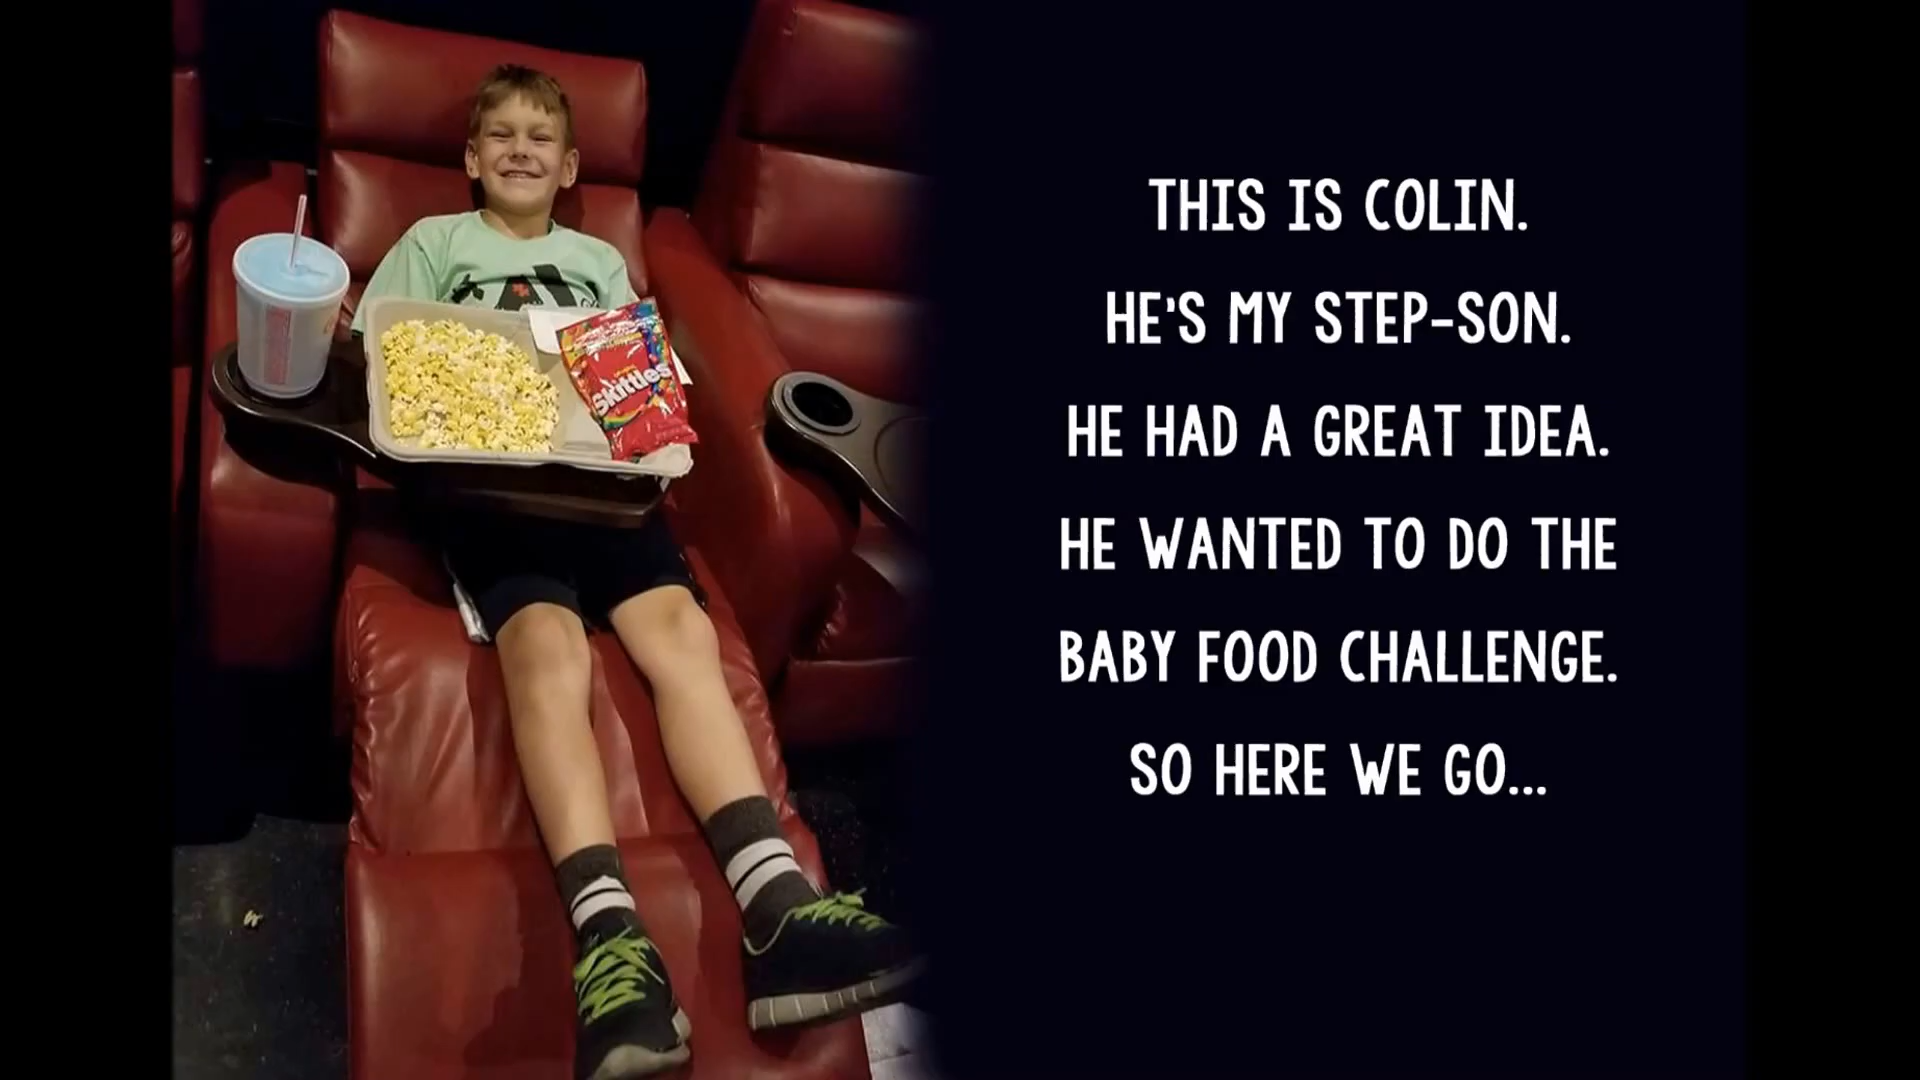 THIS IS COLIN.
HE'S MY STEP-SON.
HE HAD A GREAT IDEA.
HE WANTED TO DO THE
BABY FOOD CHALLENGE.
SO HERE WE GO...
Skittles